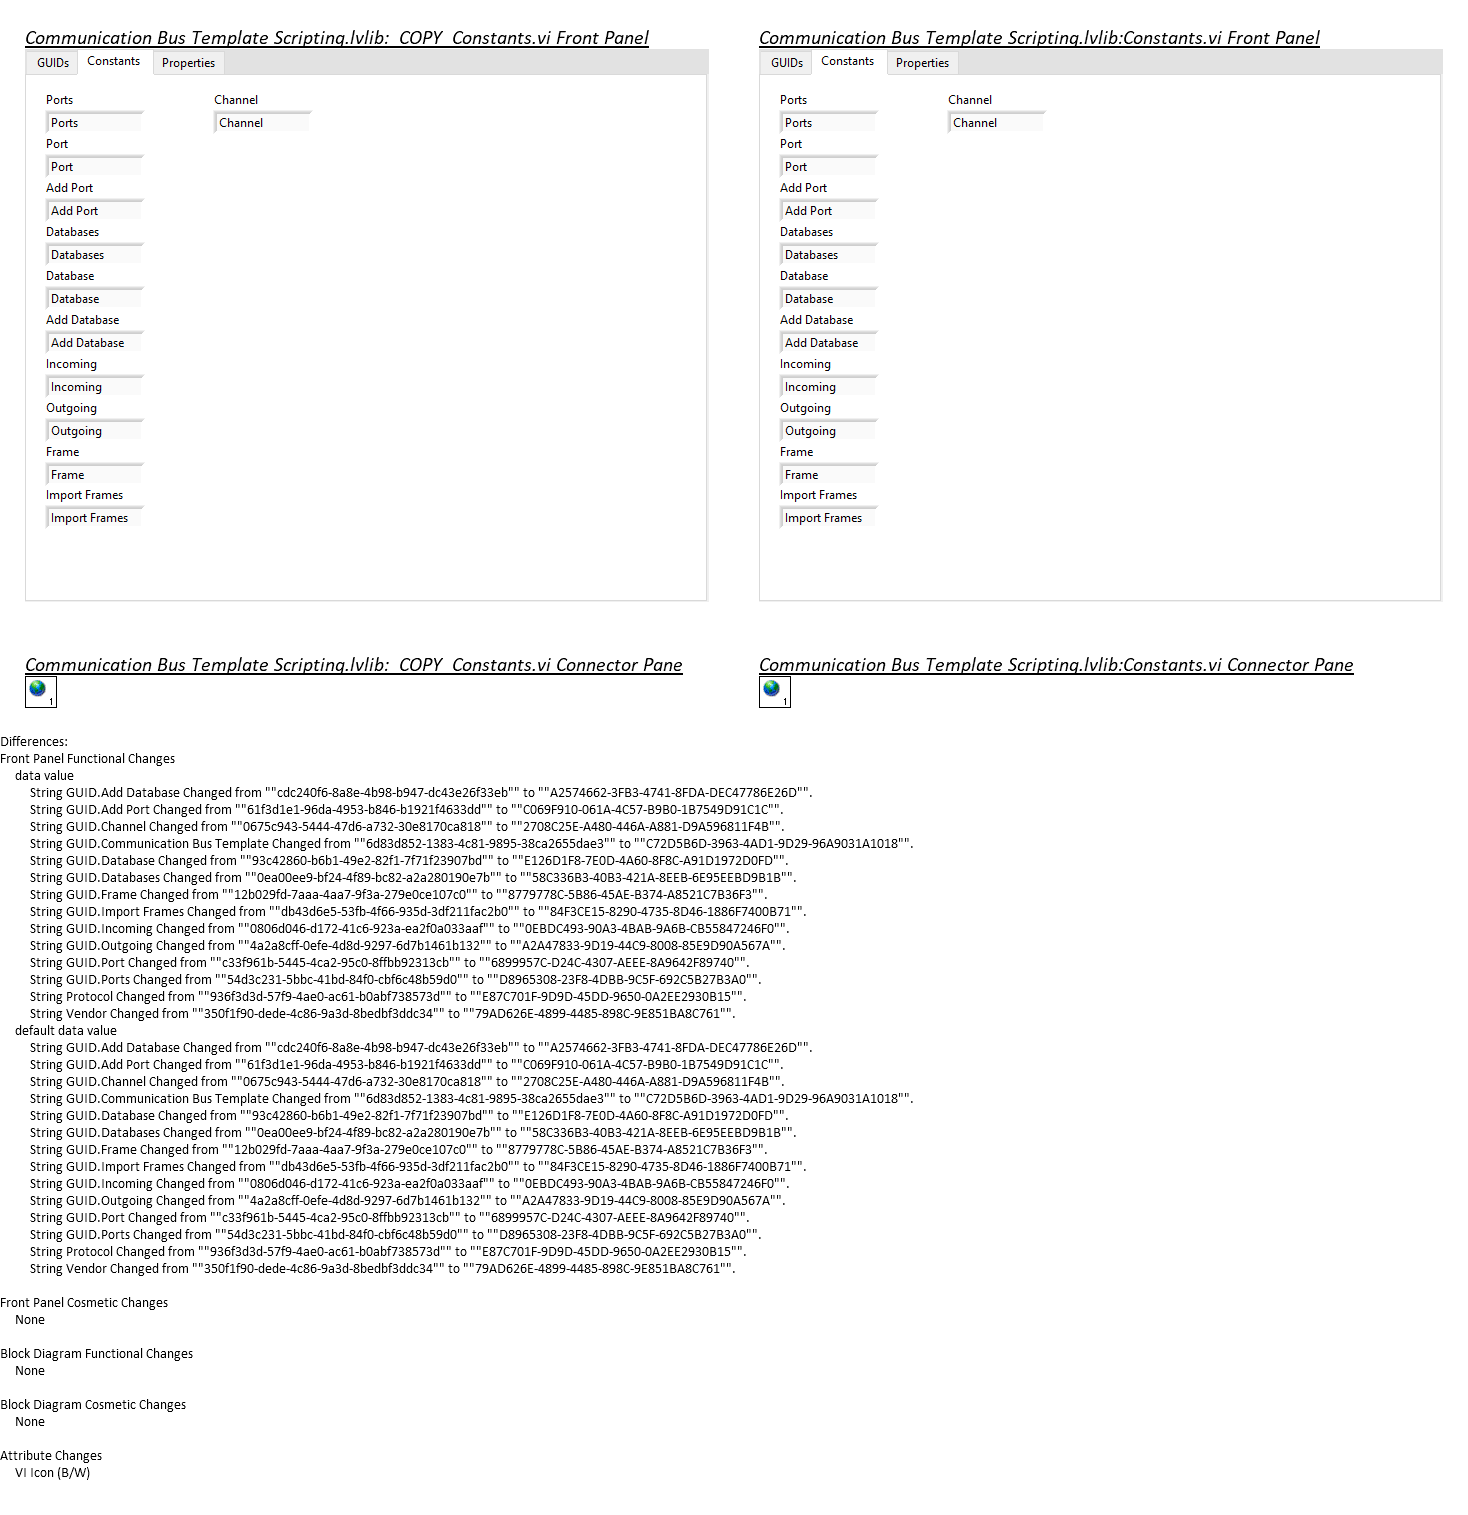 Communication Bus Template Scripting.lvlib:_COPY_Constants.vi Front Panel
GUIDs Constants Properties
Ports Channel
Ports Channel
Port
Port
Add Port
Add Port
Databases
Databases
Database
Database
Add Database
Add Database
Incoming
Incoming
Outgoing
Outgoing
Frame
Frame
Import Frames
Import Frames
Communication Bus Template Scripting.lvlib:Constants.vi Front Panel
GUIDs Constants Properties
Ports Channel
Ports Channel
Port
Port
Add Port
Add Port
Databases
Databases
Database
Database
Add Database
Add Database
Incoming
Incoming
Outgoing
Outgoing
Frame
Frame
Import Frames
Import Frames
Communication Bus Template Scripting.lvlib:_COPY_Constants.vi Connector Pane
1
Communication Bus Template Scripting.lvlib:Constants.vi Connector Pane
1
Differences:
Front Panel Functional Changes
data value
String GUID.Add Database Changed from ""cdc240f6-8a8e-4b98-b947-dc43e26f33eb"" to ""A2574662-3FB3-4741-8FDA-DEC47786E26D"".
String GUID.Add Port Changed from ""61f3d1e1-96da-4953-b846-b1921f4633dd"" to ""C069F910-061A-4C57-B9B0-1B7549D91C1C"".
String GUID.Channel Changed from ""0675c943-5444-47d6-a732-30e8170ca818"" to ""2708C25E-A480-446A-A881-D9A596811F4B"".
String GUID.Communication Bus Template Changed from ""6d83d852-1383-4c81-9895-38ca2655dae3"" to ""C72D5B6D-3963-4AD1-9D29-96A9031A1018"".
String GUID.Database Changed from ""93c42860-b6b1-49e2-82f1-7f71f23907bd"" to ""E126D1F8-7E0D-4A60-8F8C-A91D1972D0FD"".
String GUID.Databases Changed from ""0ea00ee9-bf24-4f89-bc82-a2a280190e7b"" to ""58C336B3-40B3-421A-8EEB-6E95EEBD9B1B"".
String GUID.Frame Changed from ""12b029fd-7aaa-4aa7-9f3a-279e0ce107c0"" to ""8779778C-5B86-45AE-B374-A8521C7B36F3"".
String GUID.Import Frames Changed from ""db43d6e5-53fb-4f66-935d-3df211fac2b0"" to ""84F3CE15-8290-4735-8D46-1886F7400B71"".
String GUID.Incoming Changed from ""0806d046-d172-41c6-923a-ea2f0a033aaf"" to ""0EBDC493-90A3-4BAB-9A6B-CB55847246F0"".
String GUID.Outgoing Changed from ""4a2a8cff-0efe-4d8d-9297-6d7b1461b132"" to ""A2A47833-9D19-44C9-8008-85E9D90A567A"".
String GUID.Port Changed from ""c33f961b-5445-4ca2-95c0-8ffbb92313cb"" to ""6899957C-D24C-4307-AEEE-8A9642F89740"".
String GUID.Ports Changed from ""54d3c231-5bbc-41bd-84f0-cbf6c48b59d0"" to ""D8965308-23F8-4DBB-9C5F-692C5B27B3A0"".
String Protocol Changed from ""936f3d3d-57f9-4ae0-ac61-b0abf738573d"" to ""E87C701F-9D9D-45DD-9650-0A2EE2930B15"".
String Vendor Changed from ""350f1f90-dede-4c86-9a3d-8bedbf3ddc34"" to ""79AD626E-4899-4485-898C-9E851BA8C761"".
default data value
String GUID.Add Database Changed from ""cdc240f6-8a8e-4b98-b947-dc43e26f33eb"" to ""A2574662-3FB3-4741-8FDA-DEC47786E26D"".
String GUID.Add Port Changed from ""61f3d1e1-96da-4953-b846-b1921f4633dd"" to ""C069F910-061A-4C57-B9B0-1B7549D91C1C"".
String GUID.Channel Changed from ""0675c943-5444-47d6-a732-30e8170ca818"" to ""2708C25E-A480-446A-A881-D9A596811F4B"".
String GUID.Communication Bus Template Changed from ""6d83d852-1383-4c81-9895-38ca2655dae3"" to ""C72D5B6D-3963-4AD1-9D29-96A9031A1018"".
String GUID.Database Changed from ""93c42860-b6b1-49e2-82f1-7f71f23907bd"" to ""E126D1F8-7E0D-4A60-8F8C-A91D1972D0FD"".
String GUID.Databases Changed from ""0ea00ee9-bf24-4f89-bc82-a2a280190e7b"" to ""58C336B3-40B3-421A-8EEB-6E95EEBD9B1B"".
String GUID.Frame Changed from ""12b029fd-7aaa-4aa7-9f3a-279e0ce107c0"" to ""8779778C-5B86-45AE-B374-A8521C7B36F3"".
String GUID.Import Frames Changed from ""db43d6e5-53fb-4f66-935d-3df211fac2b0"" to ""84F3CE15-8290-4735-8D46-1886F7400B71"".
String GUID.Incoming Changed from ""0806d046-d172-41c6-923a-ea2f0a033aaf"" to ""0EBDC493-90A3-4BAB-9A6B-CB55847246F0"".
String GUID.Outgoing Changed from ""4a2a8cff-0efe-4d8d-9297-6d7b1461b132"" to ""A2A47833-9D19-44C9-8008-85E9D90A567A"".
String GUID.Port Changed from ""c33f961b-5445-4ca2-95c0-8ffbb92313cb"" to ""6899957C-D24C-4307-AEEE-8A9642F89740"".
String GUID.Ports Changed from ""54d3c231-5bbc-41bd-84f0-cbf6c48b59d0"" to ""D8965308-23F8-4DBB-9C5F-692C5B27B3A0"".
String Protocol Changed from ""936f3d3d-57f9-4ae0-ac61-b0abf738573d"" to ""E87C701F-9D9D-45DD-9650-0A2EE2930B15"".
String Vendor Changed from ""350f1f90-dede-4c86-9a3d-8bedbf3ddc34"" to ""79AD626E-4899-4485-898C-9E851BA8C761"".
Front Panel Cosmetic Changes
None
Block Diagram Functional Changes
None
Block Diagram Cosmetic Changes
None
Attribute Changes
VI Icon (B/W)